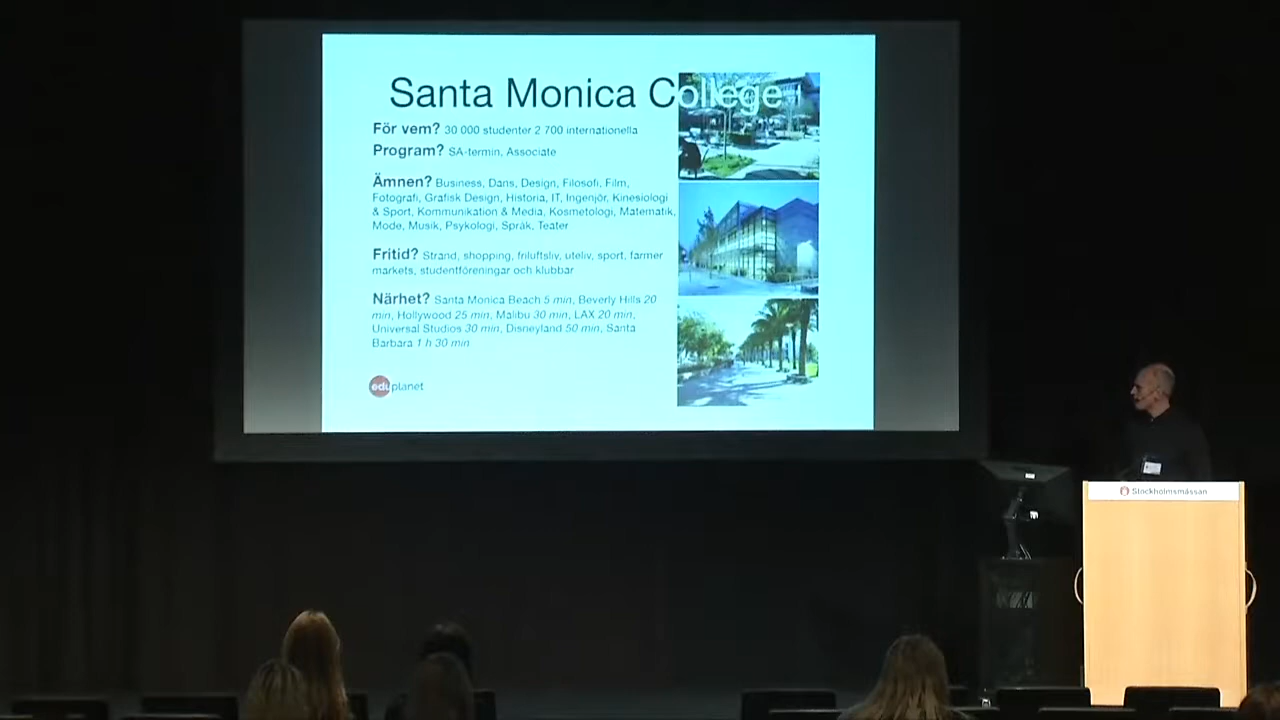 Santa Monica College
För vem? 30 000 studenter 2 700 internationella
Program? SA-termin, Associate
Ämnen? Business, Dans, Design, Filosofi, Film,
Fotografi, Grafisk Design, Historia, IT, Ingenjör, Kinesiologi
& Sport, Kommunikation & Media, Kosmetologi, Matematik,
Mode, Musik, Psykologi, Språk, Teater
Fritid? Strand, shopping, friluftsliv, uteliv, sport, farmer
markets, studentföreningar och klubbar
Närhet? Santa Monica Beach 5 min, Beverly Hills 20
min, Hollywood 25 min, Malibu 30 min, LAX 20 min,
Universal Studios 30 min, Disneyland 50 min, Santa
Barbara 1 h 30 min
eduplanet
Stockholmsmässan